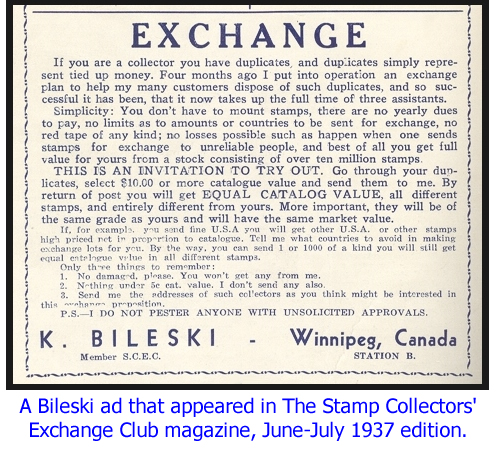 EXCHANGE
If you are a collector you have duplicates, and duplicates simply repre-
sent tied up money. Four months ago I put into operation an exchange
plan to help my many customers dispose of such duplicates, and so suc-
cessful it has been, that it now takes up the full time of three assistants.
Simplicity: You don't have to mount stamps, there are no yearly dues
to pay, no limits as to amounts or countries to be sent for exchange, no
red tape of any kind; no losses possible such as happen when one sends
stamps for exchange to unreliable people, and best of all you get full
value for yours from a stock consisting of over ten million stamps.
THIS IS AN INVITATION TO TRY OUT. Go through your dup-
licates, select $10.00 or more catalogue value and send them to me. By
return of post you will get EQUAL CATALOG VALUE, all different
stamps, and entirely different from yours. More important, they will be of
the same grade as yours and will have the same market value.
If, for example, you send fine U.S.A you will get other U.S.A. or other stamps
high priced net in proportion to catalogue. Tell me what countries to avoid in making
exchange lots for you. By the way, you can send 1 or 1000 of a kind you will still get
equal catalogue value in all different stamps.
Only three things to remember:
1. No damaged, please. You won't get any from me.
2. Nothing under 5c cat. value. I don't send any also.
3. Send me the addresses of such collectors as you think might be interested in
this exchange proposition.
P.S.—I DO NOT PESTER ANYONE WITH UNSOLICITED APPROVALS.
K. BILESKI - Winnipeg, Canada
Member S.C.E.C. STATION B.
A Bileski ad that appeared in The Stamp Collectors'
Exchange Club magazine, June-July 1937 edition.